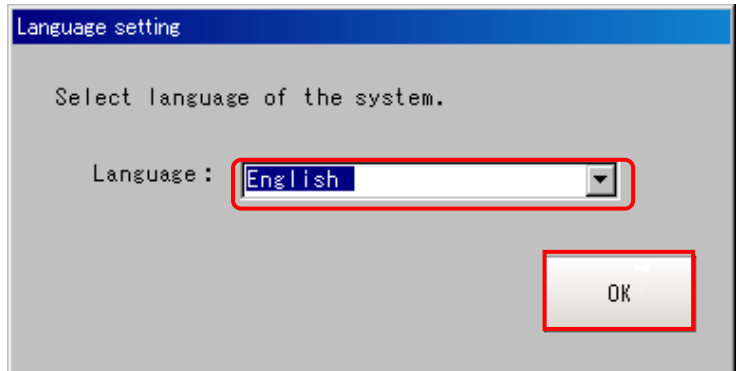 Language setting
Select language of the system.
Language：
English
OK